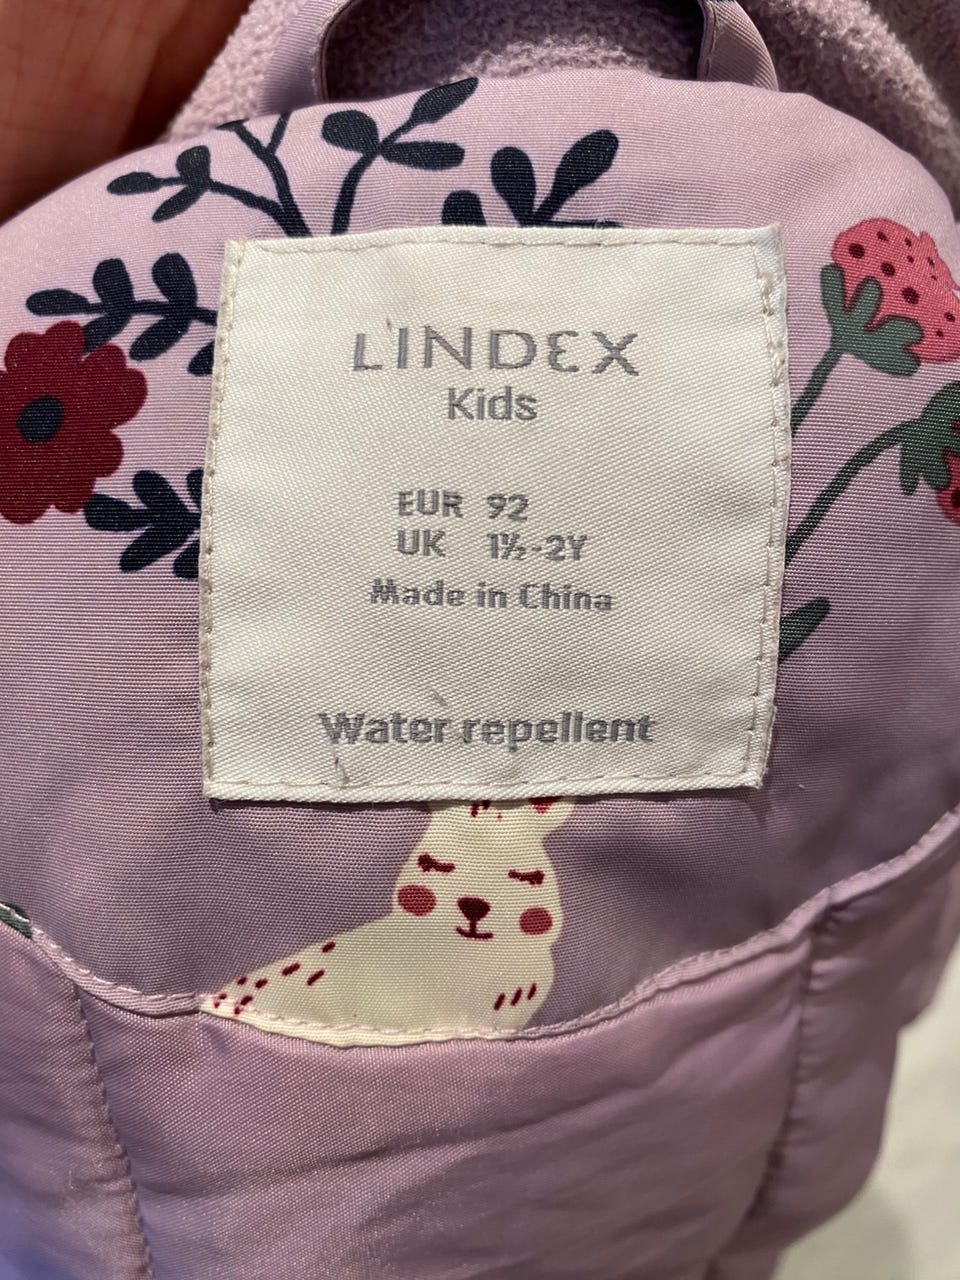 LINDEX
Kids
EUR 92
UK 1½-2Y
Made in China
Water repellent